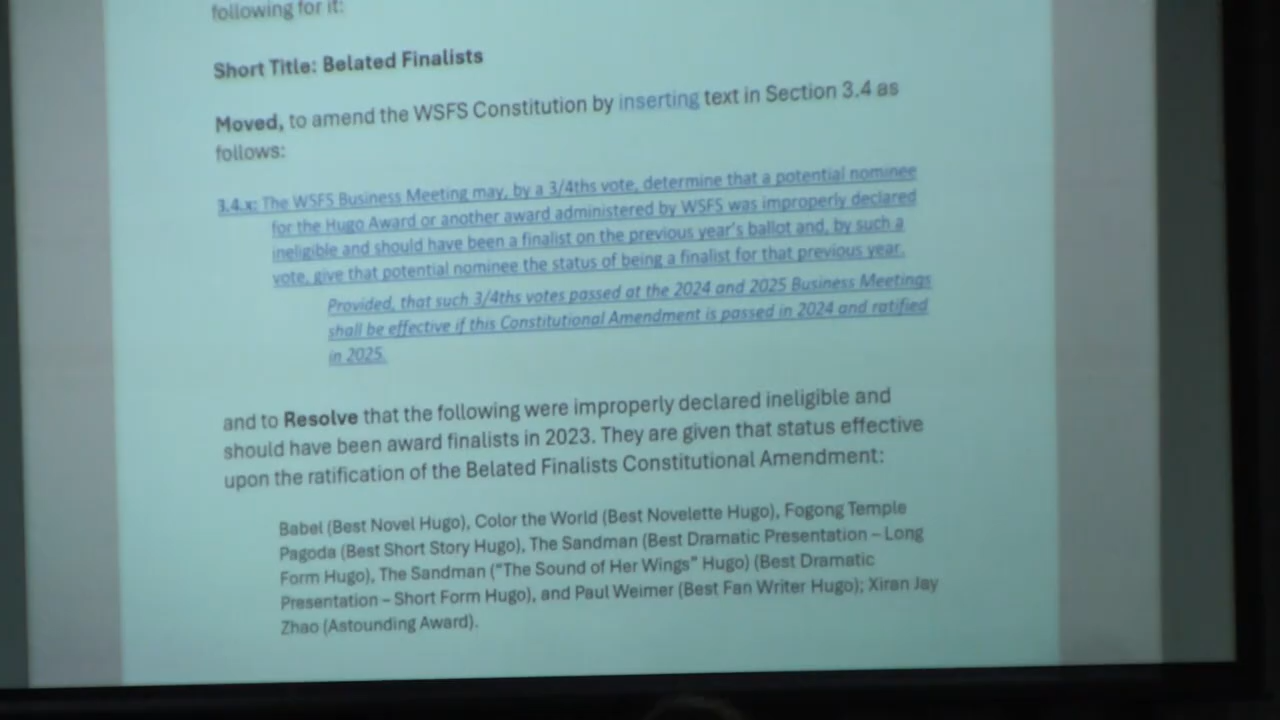 following for it:
Short Title: Belated Finalists
Moved, to amend the WSFS Constitution by inserting text in Section 3.4 as
follows:
3.4.x: The WSFS Business Meeting may, by a 3/4ths vote, determine that a potential nominee
for the Hugo Award or another award administered by WSFS was improperly declared
ineligible and should have been a finalist on the previous year's ballot and, by such a
vote, give that potential nominee the status of being a finalist for that previous year.
Provided, that such 3/4ths votes passed at the 2024 and 2025 Business Meetings
shall be effective if this Constitutional Amendment is passed in 2024 and ratified
in 2025.
and to Resolve that the following were improperly declared ineligible and
should have been award finalists in 2023. They are given that status effective
upon the ratification of the Belated Finalists Constitutional Amendment:
Babel (Best Novel Hugo), Color the World (Best Novelette Hugo), Fogong Temple
Pagoda (Best Short Story Hugo), The Sandman (Best Dramatic Presentation – Long
Form Hugo), The Sandman ("The Sound of Her Wings" Hugo) (Best Dramatic
Presentation – Short Form Hugo), and Paul Weimer (Best Fan Writer Hugo); Xiran Jay
Zhao (Astounding Award).